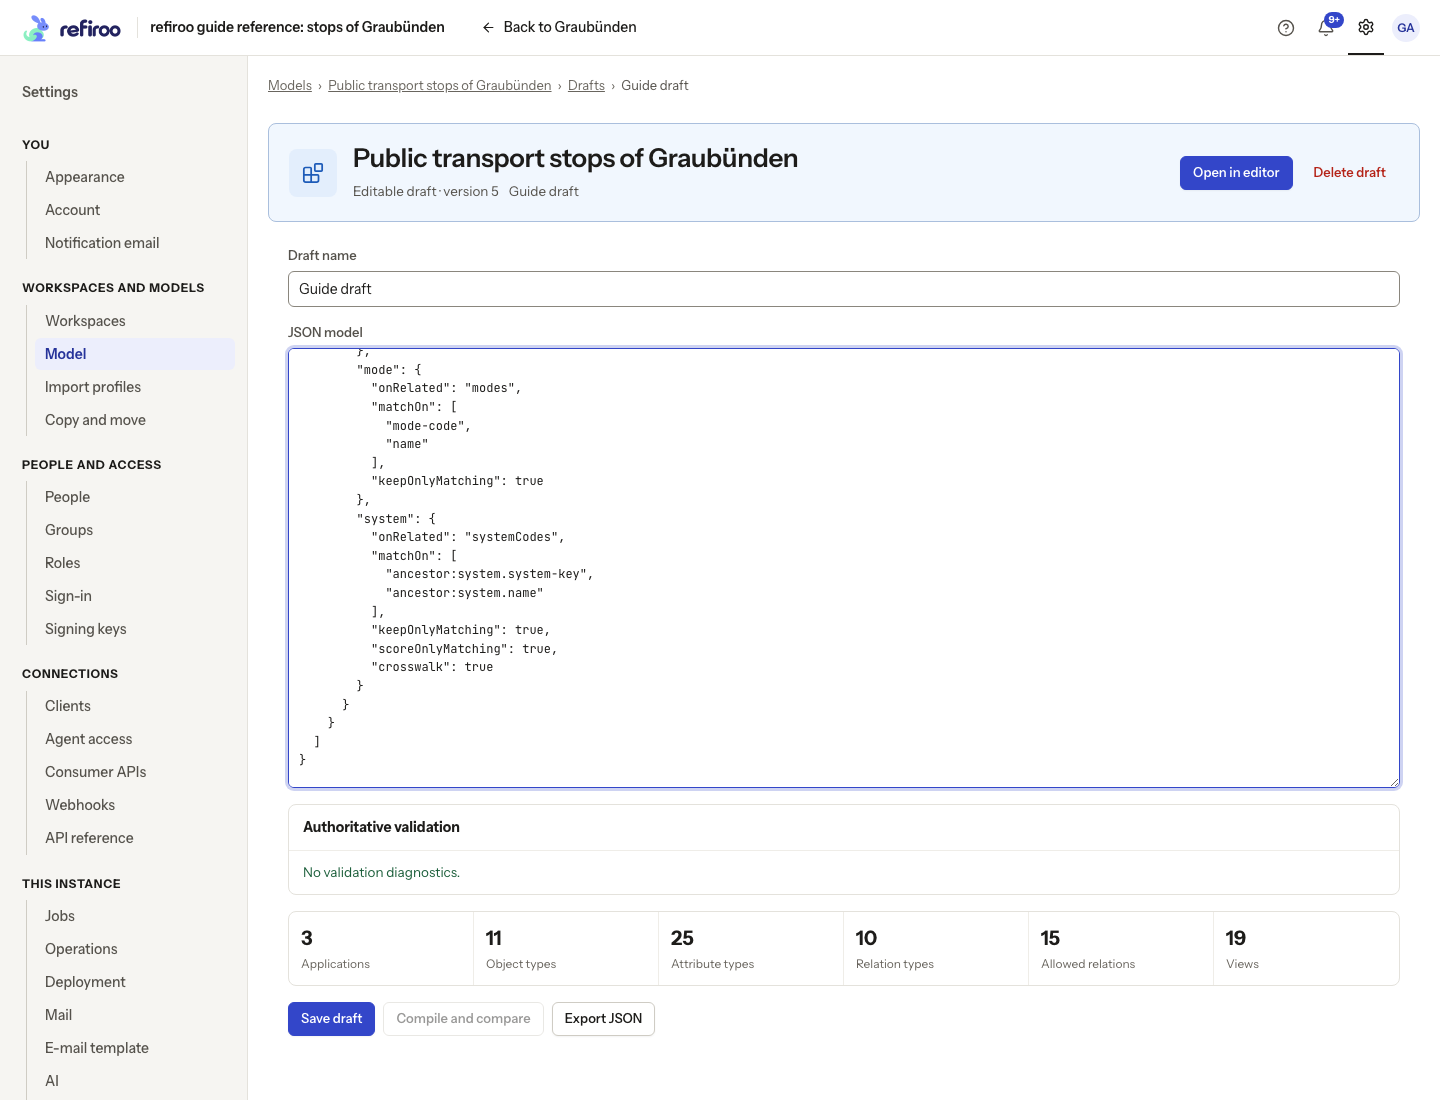 refiroo
refiroo guide reference: stops of Graubünden
← Back to Graubünden
9+
GA
Settings
YOU
Appearance
Account
Notification email
WORKSPACES AND MODELS
Workspaces
Model
Import profiles
Copy and move
PEOPLE AND ACCESS
People
Groups
Roles
Sign-in
Signing keys
CONNECTIONS
Clients
Agent access
Consumer APIs
Webhooks
API reference
THIS INSTANCE
Jobs
Operations
Deployment
Mail
E-mail template
AI
Models › Public transport stops of Graubünden › Drafts › Guide draft
Public transport stops of Graubünden
Editable draft · version 5 Guide draft
Open in editor
Delete draft
Draft name
Guide draft
JSON model
},
"mode": {
"onRelated": "modes",
"matchOn": [
"mode-code",
"name"
],
"keepOnlyMatching": true
},
"system": {
"onRelated": "systemCodes",
"matchOn": [
"ancestor:system.system-key",
"ancestor:system.name"
],
"keepOnlyMatching": true,
"scoreOnlyMatching": true,
"crosswalk": true
}
}
}
]
}
Authoritative validation
No validation diagnostics.
3
Applications
11
Object types
25
Attribute types
10
Relation types
15
Allowed relations
19
Views
Save draft
Compile and compare
Export JSON